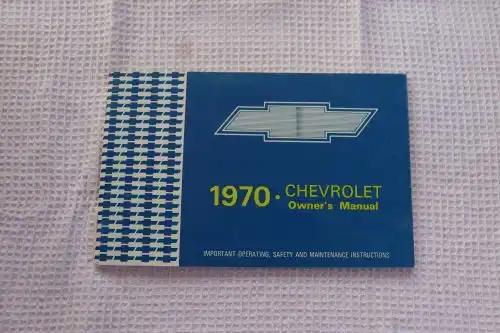 1970 • CHEVROLET
Owner's Manual
IMPORTANT OPERATING, SAFETY AND MAINTENANCE INSTRUCTIONS